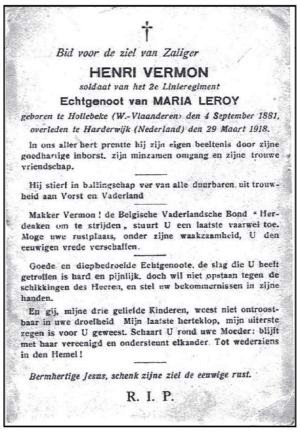 Bid voor de ziel van Zaliger
HENRI VERMON
soldaat van het 2e Linieregiment
Echtgenoot van MARIA LEROY
geboren te Hollebeke (W.-Vlaanderen) den 4 September 1881,
overleden te Harderwijk (Nederland) den 29 Maart 1918.
In ons aller hert prentte hij zijn eigen beeltenis door zijne
goedhartige inborst, zijn minzamen omgang en zijne trouwe
vriendschap.
Hij stierf in ballingschap ver van alle duurbaren, uit trouw-
heid aan Vorst en Vaderland
Makker Vermon! de Belgische Vaderlandsche Bond "Her-
denken om te strijden", stuurt U een laatste vaarwel toe.
Moge uwe rustplaats, onder zijne waakzaamheid, U den
eeuwigen vrede verschaffen.
Goede en diepbedroefde Echtgenoote, de slag die U heeft
getroffen is hard en pijnlijk, doch wil niet opstaan tegen de
schikkingen des Heeren, en stel uw bekommernissen in zijne
handen.
En gij, mijne drie geliefde Kinderen, weest niet ontroost-
baar in uwe droefheid Mijn laatste herteklop, mijn uiterste
zegen is voor U geweest. Schaart U rond uwe Moeder: blijft
met haar vereenigd en ondersteunt elkander. Tot wederziens
in den Hemel!
Bermhertige Jesus, schenk zijne ziel de eeuwige rust.
R. I. P.